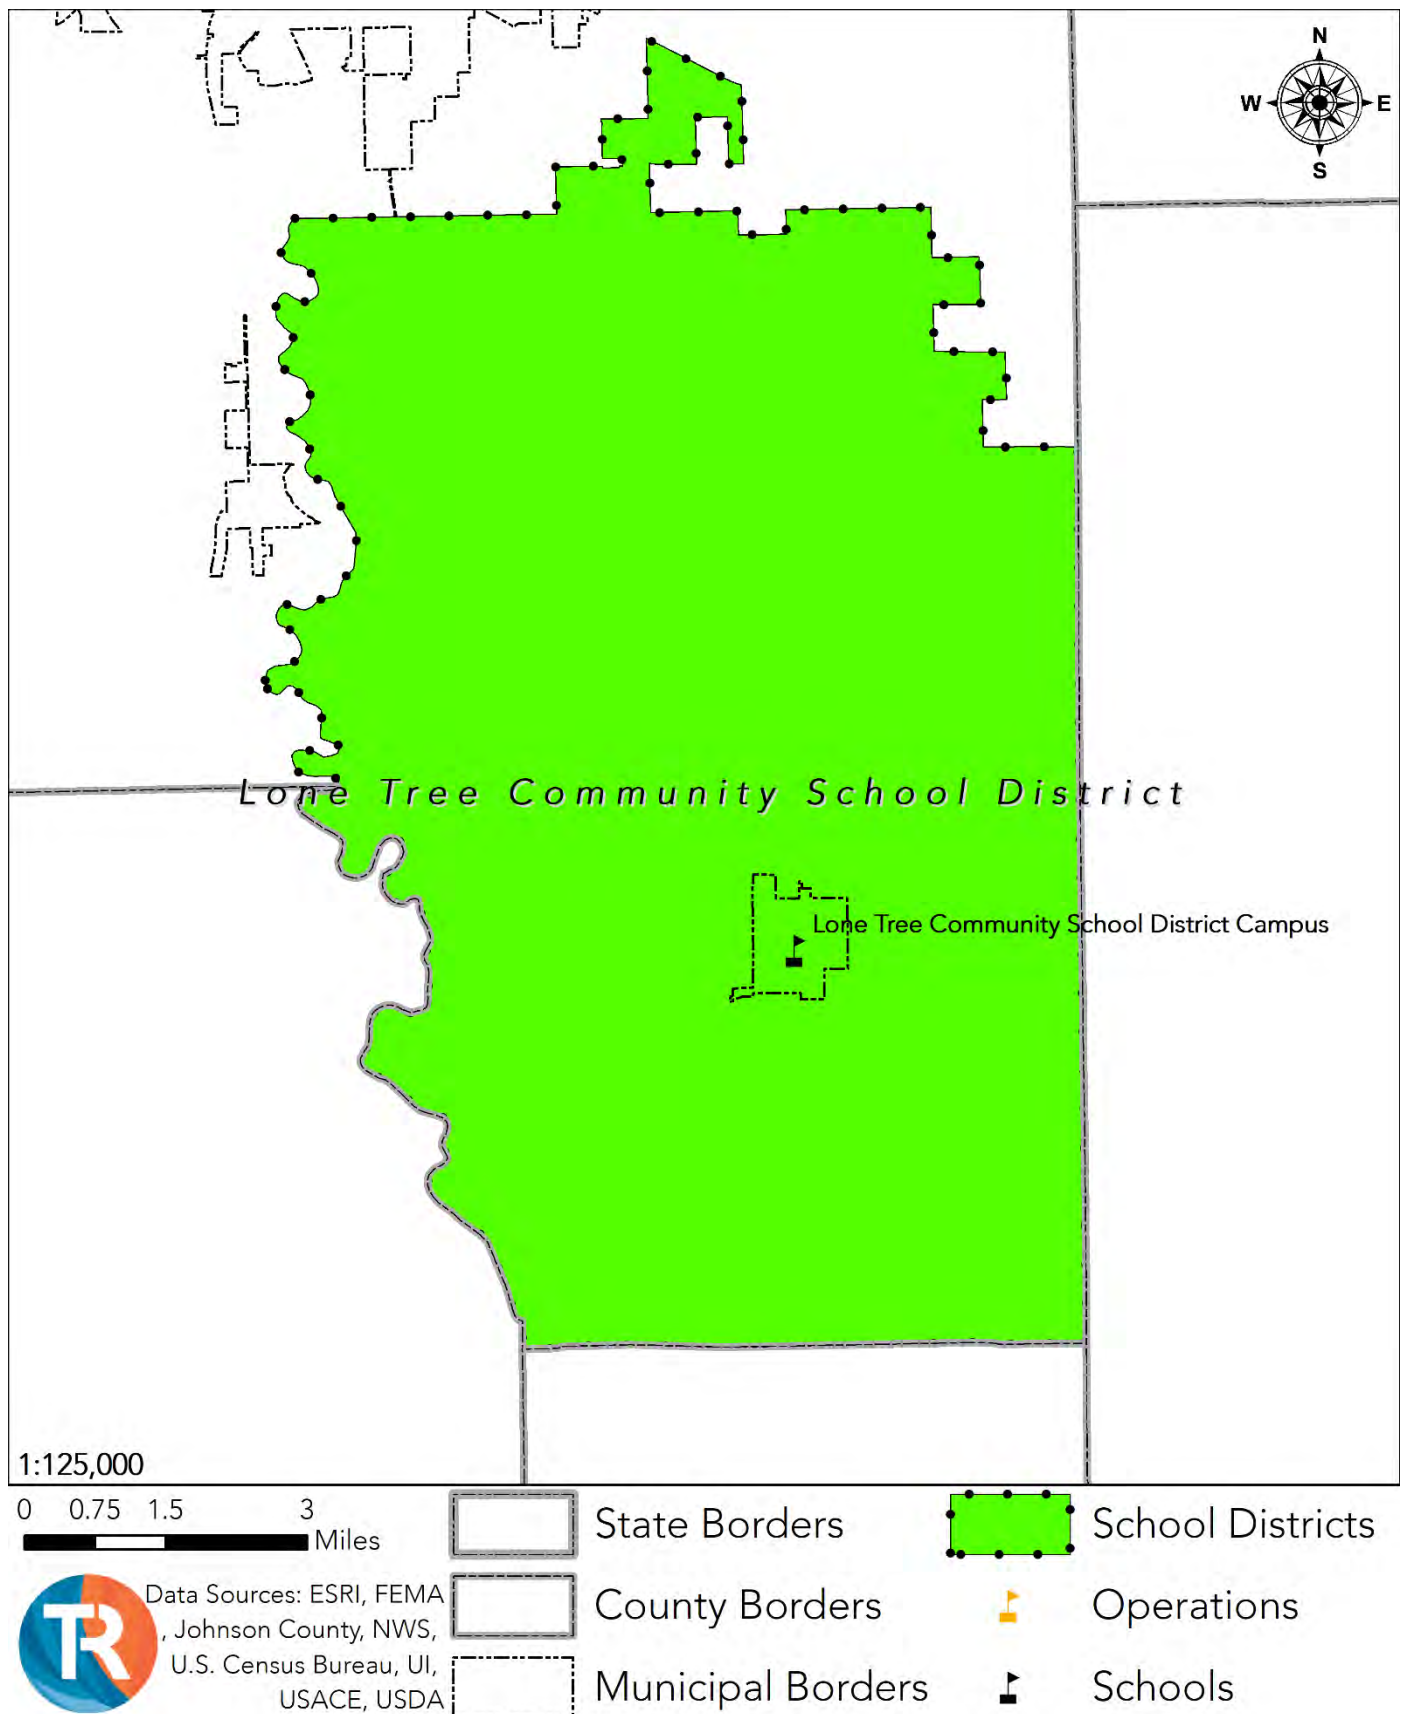 N
W E
S
Lone Tree Community School District
Lone Tree Community School District Campus
1:125,000
0 0.75 1.5 3
Miles
State Borders
School Districts
TR
Data Sources: ESRI, FEMA
, Johnson County, NWS,
U.S. Census Bureau, UI,
USACE, USDA
County Borders
Operations
Municipal Borders
Schools